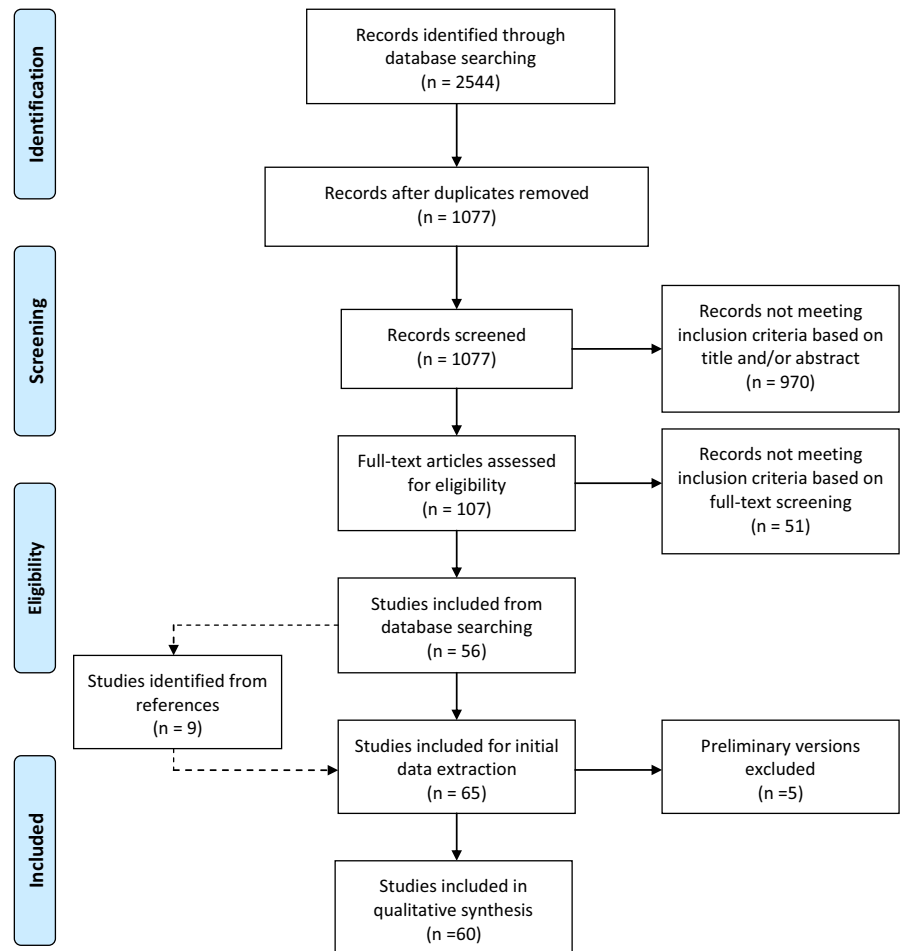 Identification
Records identified through
database searching
(n = 2544)
Records after duplicates removed
(n = 1077)
Screening
Records screened
(n = 1077)
Records not meeting
inclusion criteria based on
title and/or abstract
(n = 970)
Full-text articles assessed
for eligibility
(n = 107)
Records not meeting
inclusion criteria based on
full-text screening
(n = 51)
Eligibility
Studies included from
database searching
(n = 56)
Studies identified from
references
(n = 9)
Studies included for initial
data extraction
(n = 65)
Preliminary versions
excluded
(n =5)
Included
Studies included in
qualitative synthesis
(n =60)